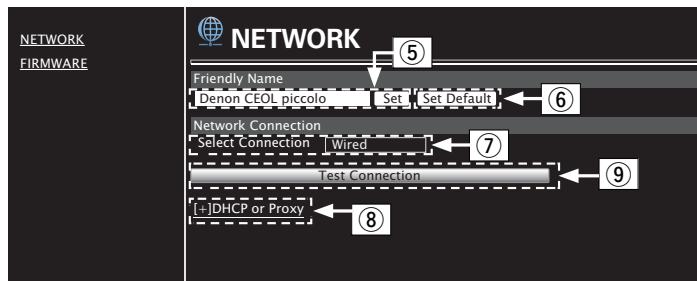 NETWORK
FIRMWARE
NETWORK
⑤
Friendly Name
Denon CEOL piccolo Set Set Default ⑥
Network Connection
Select Connection Wired ⑦
Test Connection ⑨
[+]DHCP or Proxy ⑧